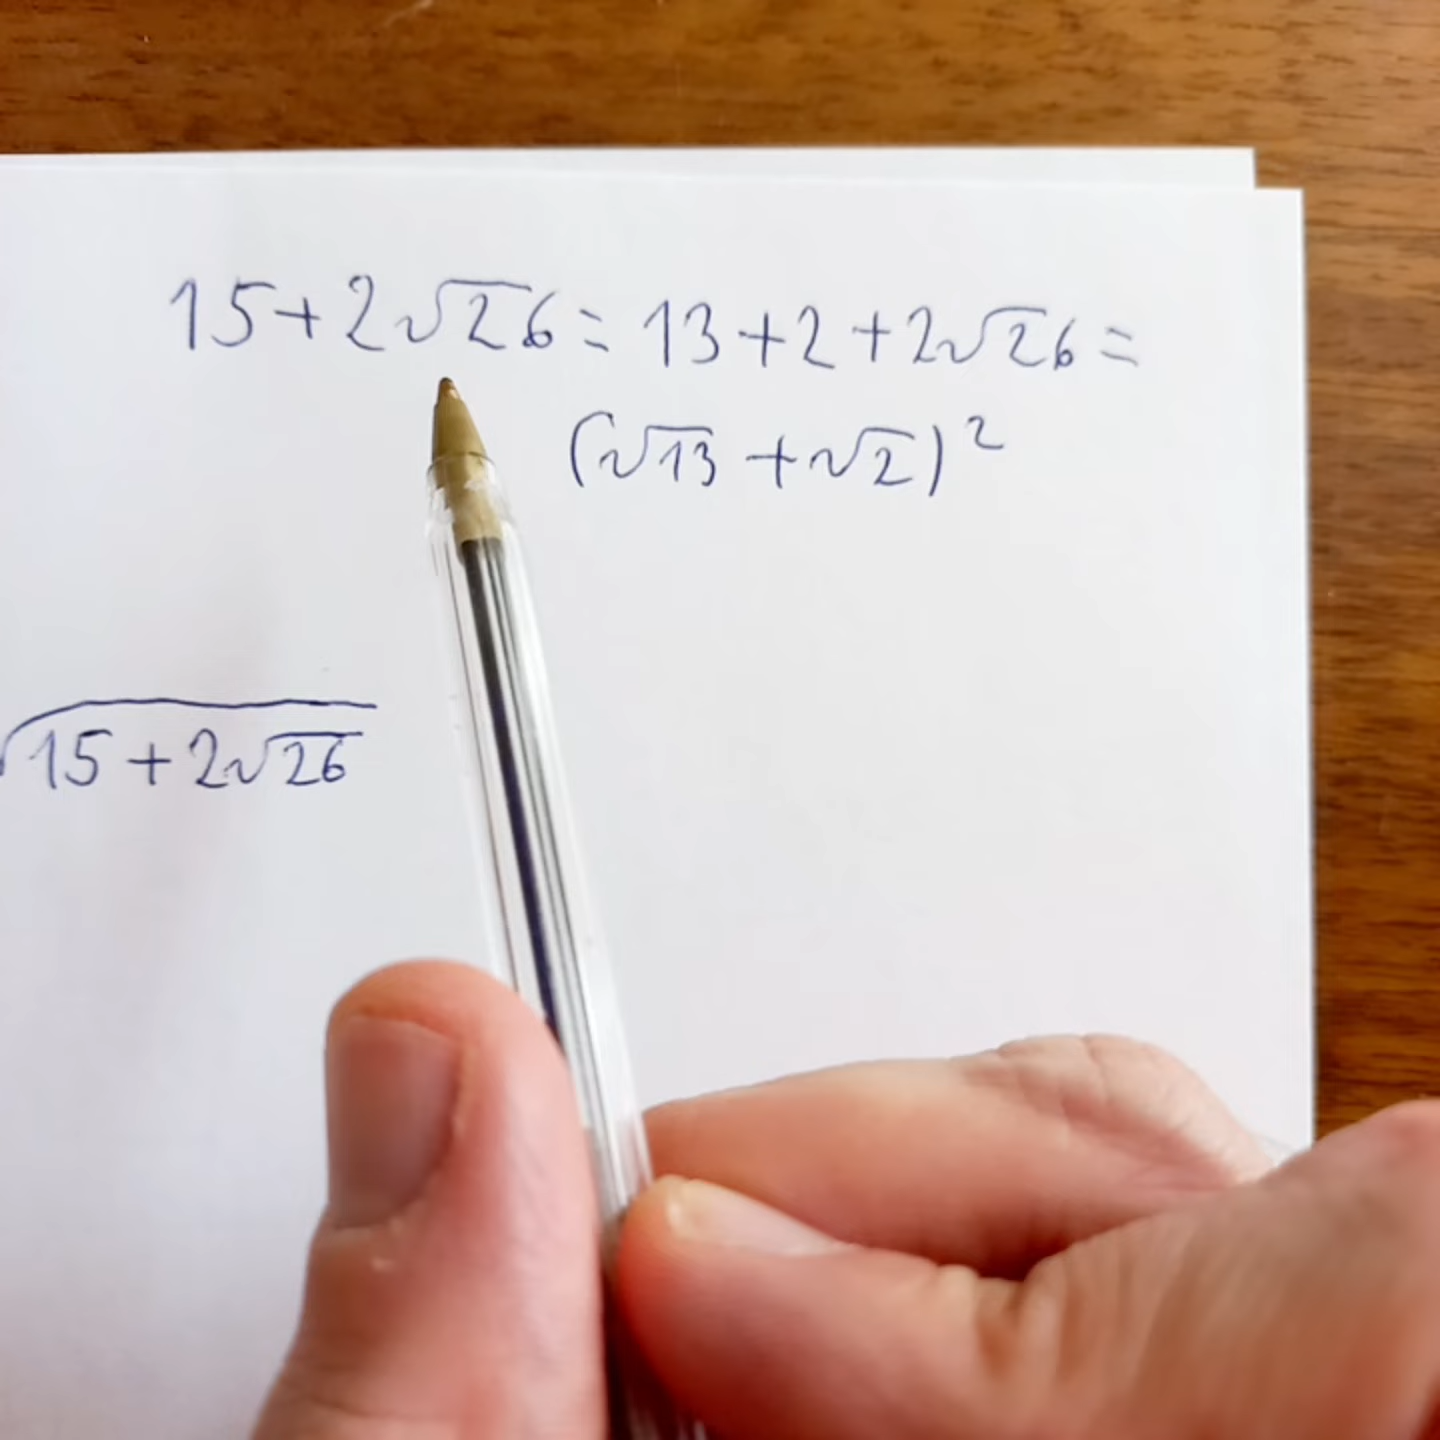 15+2√26 = 13+2+2√26 =
(√13 + √2)²
√(15+2√26)